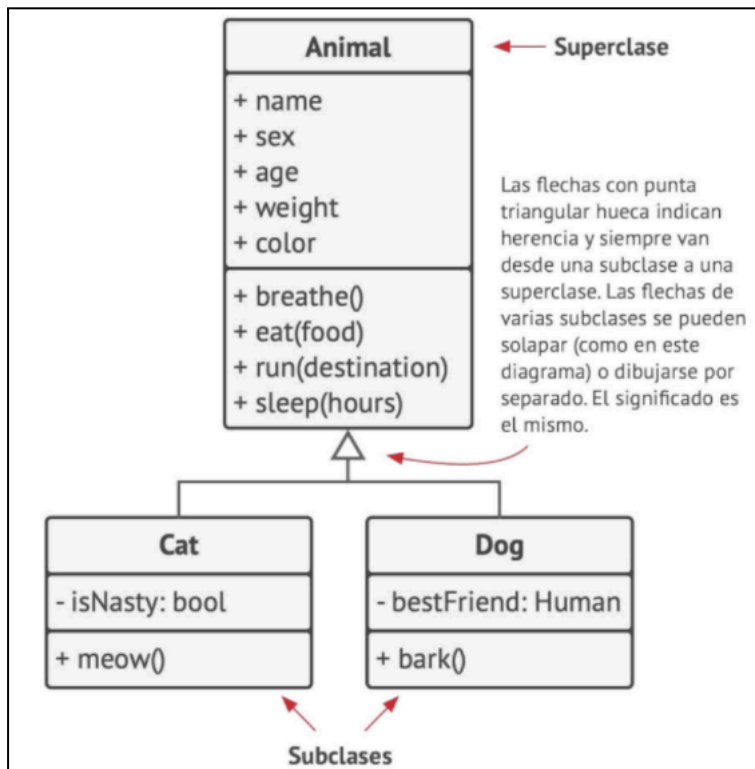 Animal
Superclase
+ name
+ sex
+ age
+ weight
+ color
+ breathe()
+ eat(food)
+ run(destination)
+ sleep(hours)
Las flechas con punta
triangular hueca indican
herencia y siempre van
desde una subclase a una
superclase. Las flechas de
varias subclases se pueden
solapar (como en este
diagrama) o dibujarse por
separado. El significado es
el mismo.
Cat
- isNasty: bool
+ meow()
Dog
- bestFriend: Human
+ bark()
Subclases